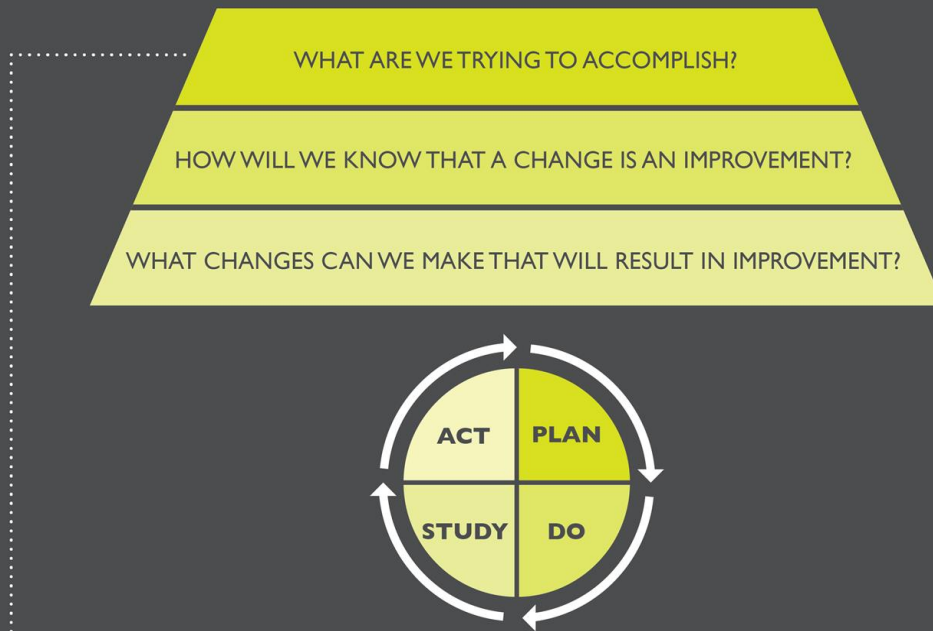 WHAT ARE WE TRYING TO ACCOMPLISH?
HOW WILL WE KNOW THAT A CHANGE IS AN IMPROVEMENT?
WHAT CHANGES CAN WE MAKE THAT WILL RESULT IN IMPROVEMENT?
ACT PLAN
STUDY DO